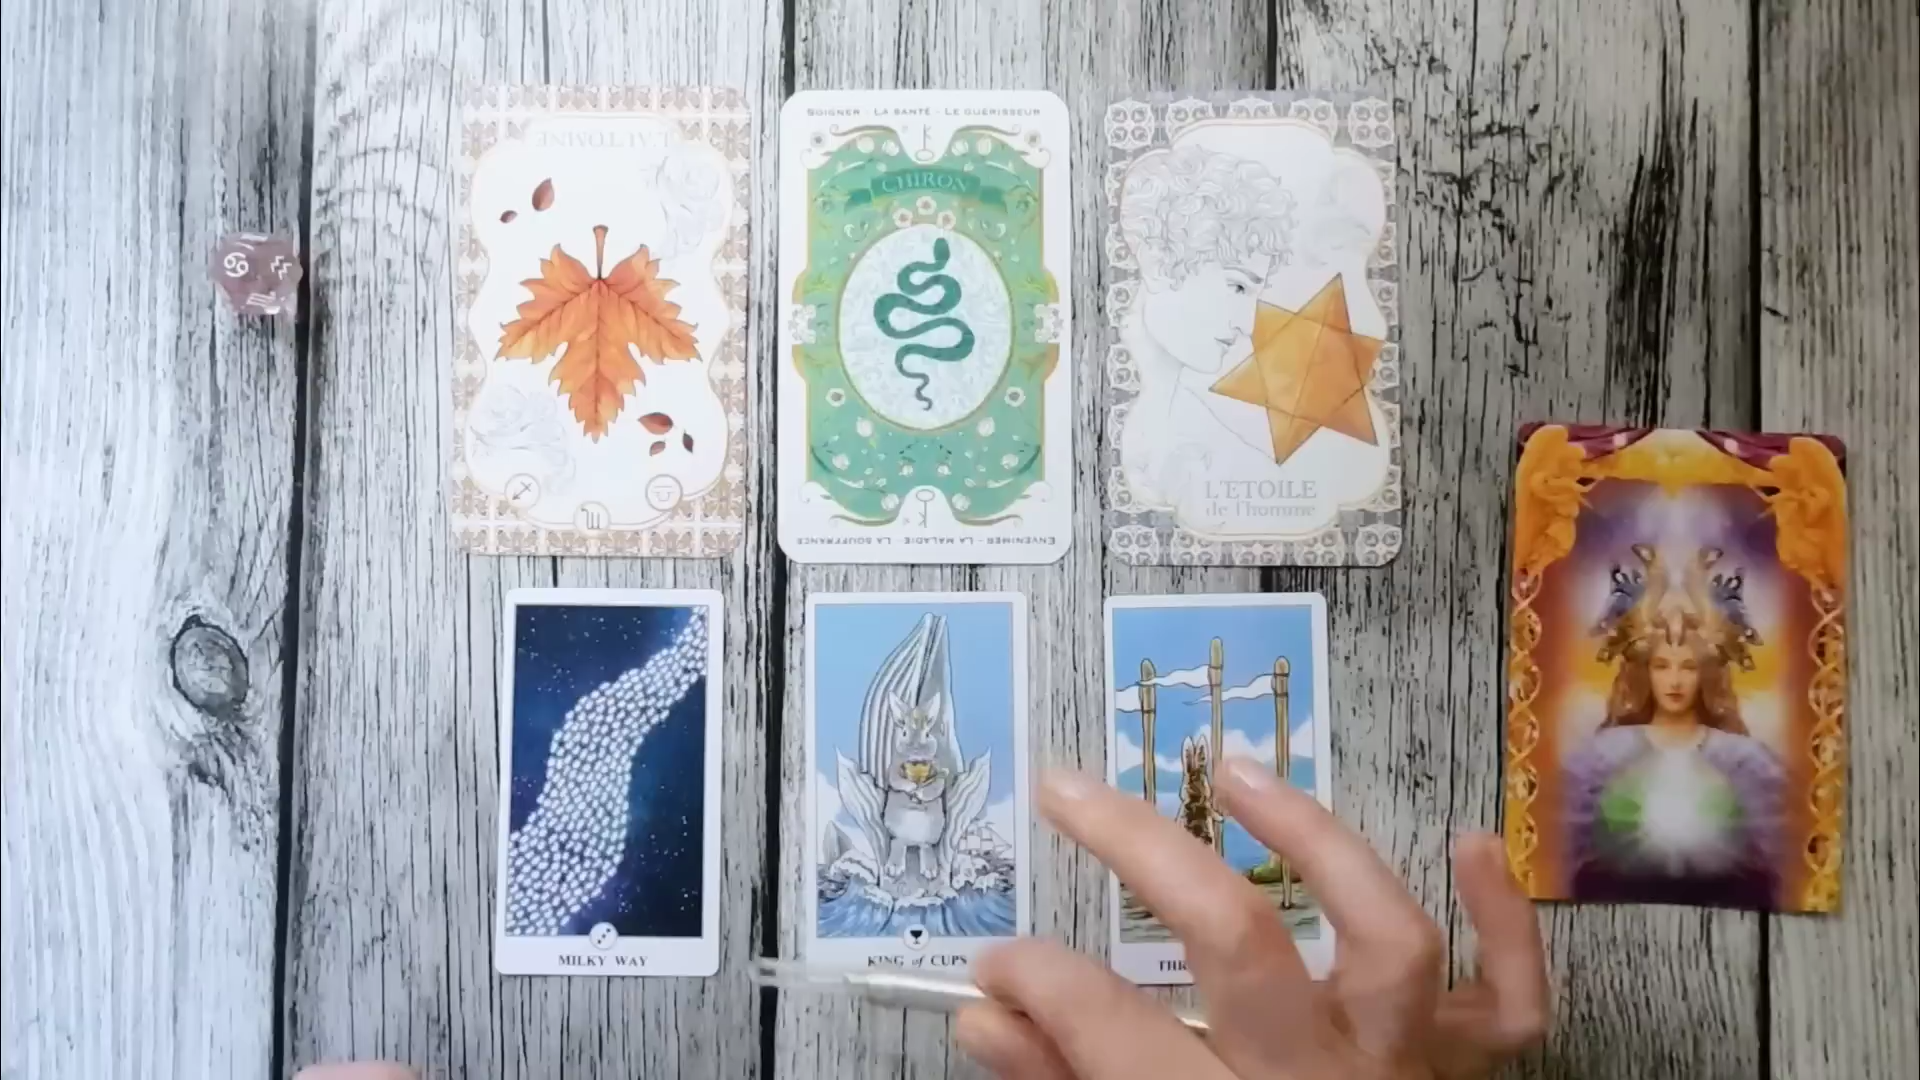 L'AUTOMNE
SOIGNER - LA SANTÉ - LE GUÉRISSEUR
CHIRON
ENVENIMER - LA MALADIE - LA SOUFFRANCE
L'ETOILE
de l'homme
MILKY WAY
KING of CUPS